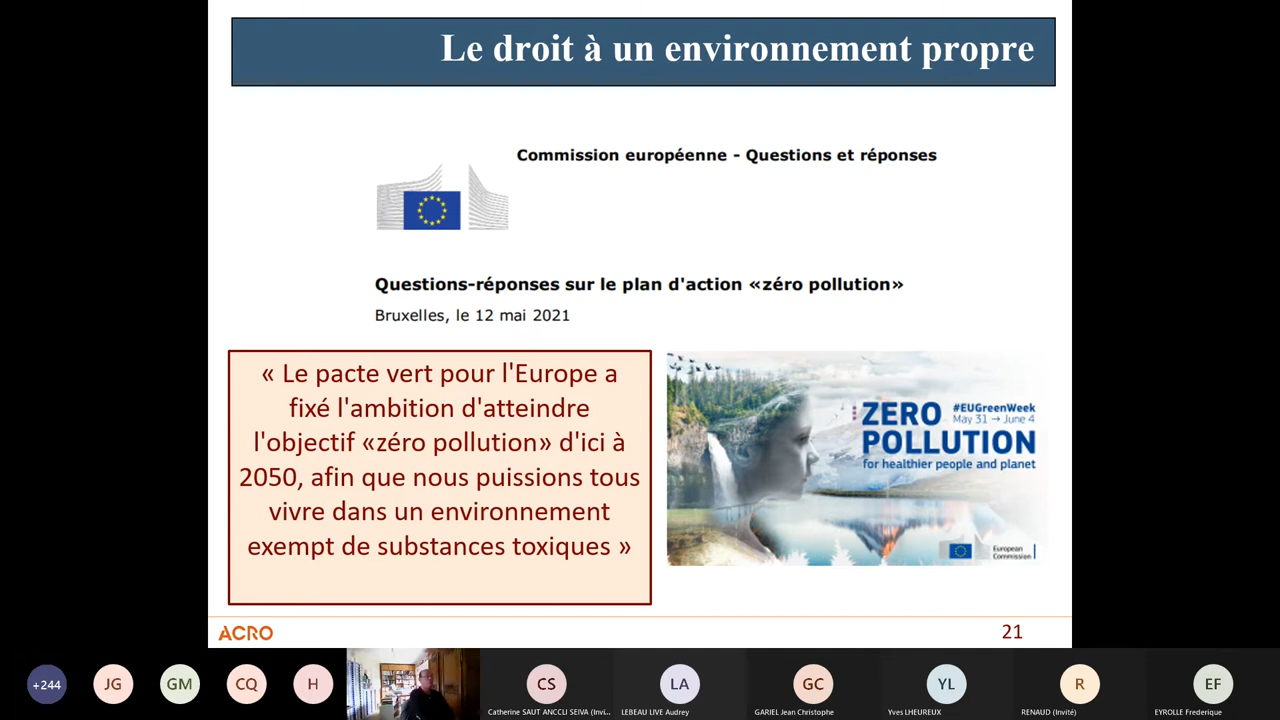 Le droit à un environnement propre
Commission européenne - Questions et réponses
Questions-réponses sur le plan d'action «zéro pollution»
Bruxelles, le 12 mai 2021
« Le pacte vert pour l'Europe a
fixé l'ambition d'atteindre
l'objectif «zéro pollution» d'ici à
2050, afin que nous puissions tous
vivre dans un environnement
exempt de substances toxiques »
ZERO
#EUGreenWeek
May 31 → June 4
POLLUTION
for healthier people and planet
European
Commission
ACRO
21
+244
JG
GM
CQ
H
CS
LA
GC
YL
R
EF
Catherine SAUT ANCCLI SEIVA (Invi...
LEBEAU LIVE Audrey
GARIEL Jean Christophe
Yves LHEUREUX
RENAUD (Invité)
EYROLLE Frederique